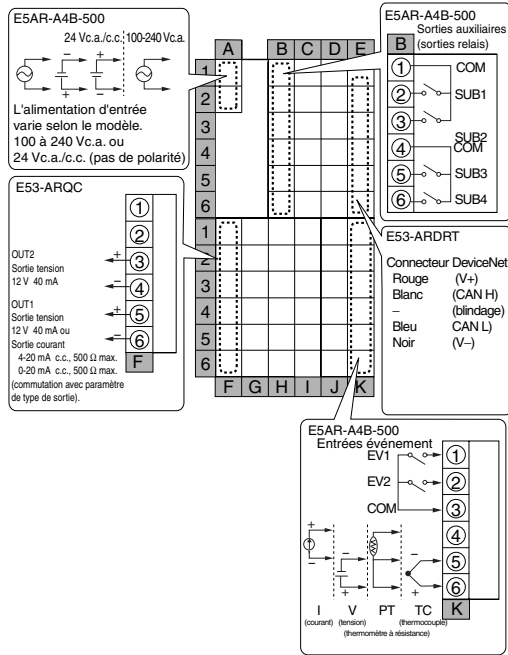 E5AR-A4B-500
24 Vc.a./c.c. 100-240 Vc.a.
− + + −
L'alimentation d'entrée
varie selon le modèle.
100 à 240 Vc.a. ou
24 Vc.a./c.c. (pas de polarité)
A B C D E
1
2
3
4
5
6
1
2
3
4
5
6
F G H I J K
E5AR-A4B-500
Sorties auxiliaires
(sorties relais)
B
1 COM
2 SUB1
3
SUB2
4 COM
5 SUB3
6 SUB4
E53-ARQC
1
2
OUT2 + 3
Sortie tension
12 V 40 mA − 4
OUT1 + 5
Sortie tension
12 V 40 mA ou − 6
Sortie courant
4-20 mA c.c., 500 Ω max.
0-20 mA c.c., 500 Ω max.
(commutation avec paramètre
de type de sortie).
F
E53-ARDRT
Connecteur DeviceNet
Rouge (V+)
Blanc (CAN H)
− (blindage)
Bleu CAN L)
Noir (V−)
E5AR-A4B-500
Entrées événement
EV1 1
EV2 2
COM 3
4
5
6
+ − − + − +
I V PT TC K
(courant) (tension) (thermocouple)
(thermomètre à résistance)